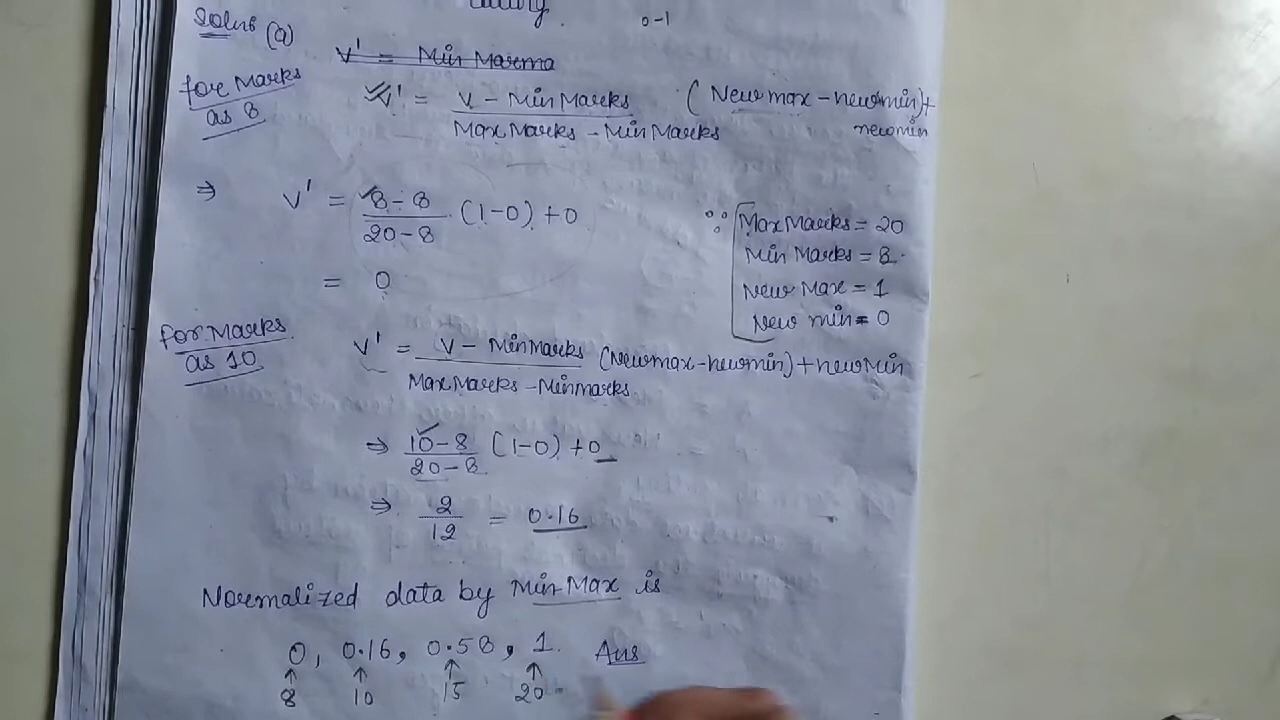 0-1
Soluo (a)
V' = Min Marma
for Marks as 8
V' = V - Min Marks / Max Marks - Min Marks (New max - new min) + new min
⇒ V' = 8 - 8 / 20 - 8 (1-0) + 0
∵ Max Marks = 20
Min Marks = 8
New Max = 1
New min = 0
= 0
for Marks as 10
V' = V - Min Marks / Max Marks - Min marks (New max - new min) + new Min
⇒ 10 - 8 / 20 - 8 (1-0) + 0
⇒ 2 / 12 = 0.16
Normalized data by Min-Max is
0, 0.16, 0.58, 1. Ans
↑ ↑ ↑ ↑
8 10 15 20